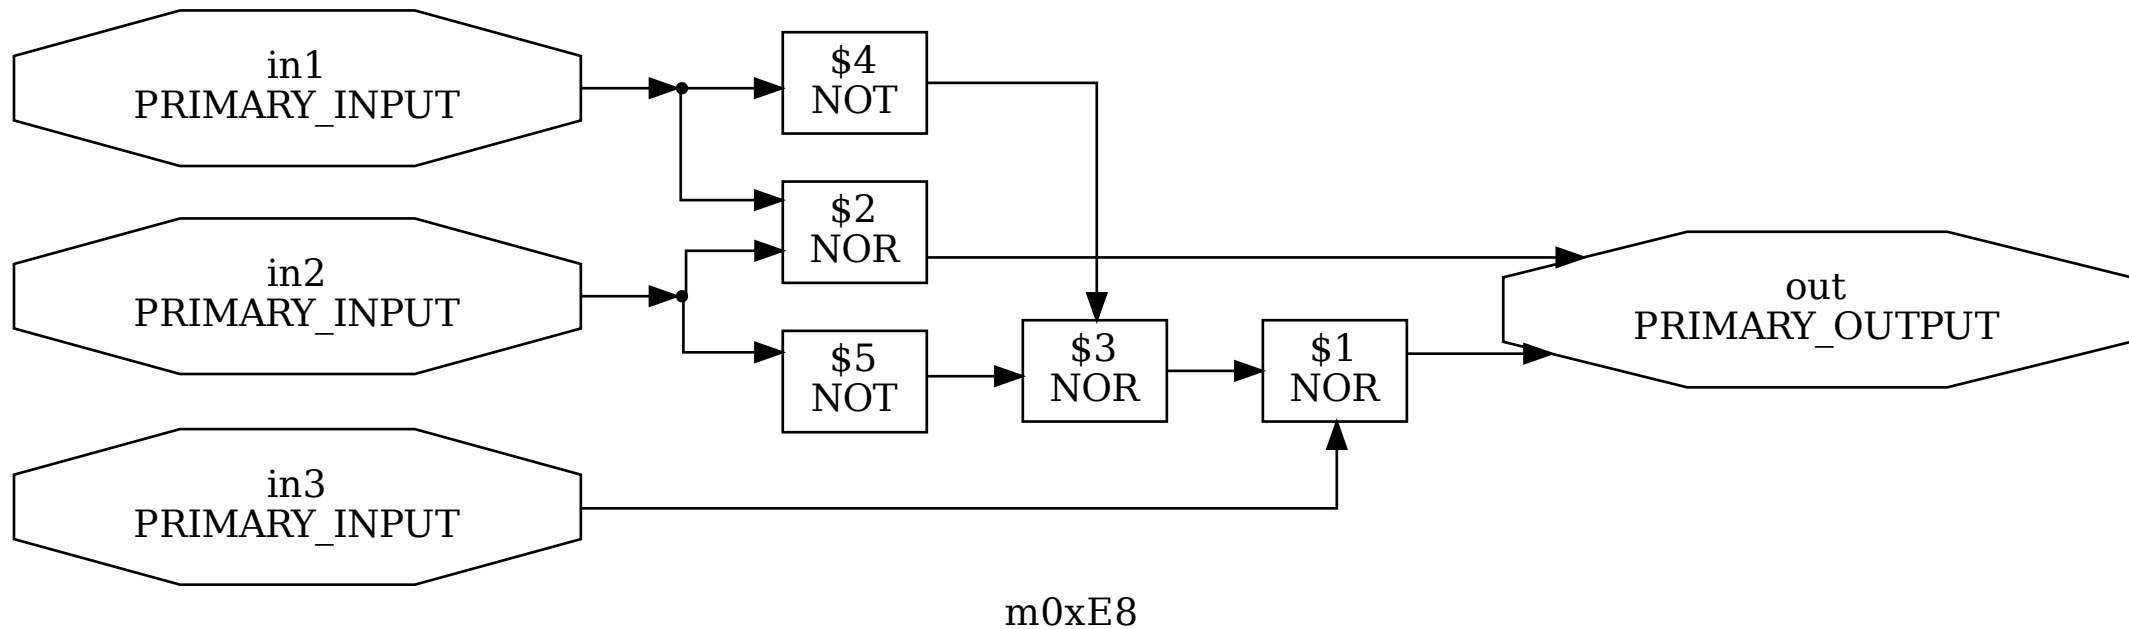 in1
PRIMARY_INPUT
$4
NOT
$2
NOR
in2
PRIMARY_INPUT
out
PRIMARY_OUTPUT
$5
NOT
$3
NOR
$1
NOR
in3
PRIMARY_INPUT
m0xE8